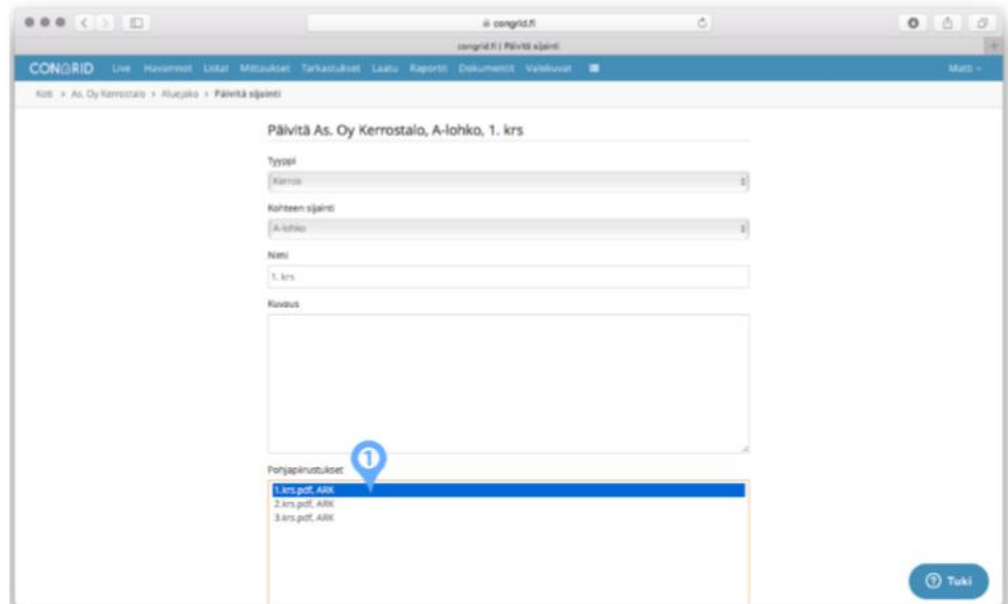 congrid.fi
congrid.fi | Päivitä sijainti
CONGRID Live Havainnot Listat Mittaukset Tarkastukset Laatu Raportit Dokumentit Valokuvat Matti
Koti > As. Oy Kerrostalo > Aluejako > Päivitä sijainti
Päivitä As. Oy Kerrostalo, A-lohko, 1. krs
Tyyppi
Kerros
Kohteen sijainti
A-lohko
Nimi
1. krs
Kuvaus
1
Pohjapiirustukset
1.krs.pdf, ARK
2.krs.pdf, ARK
3.krs.pdf, ARK
? Tuki